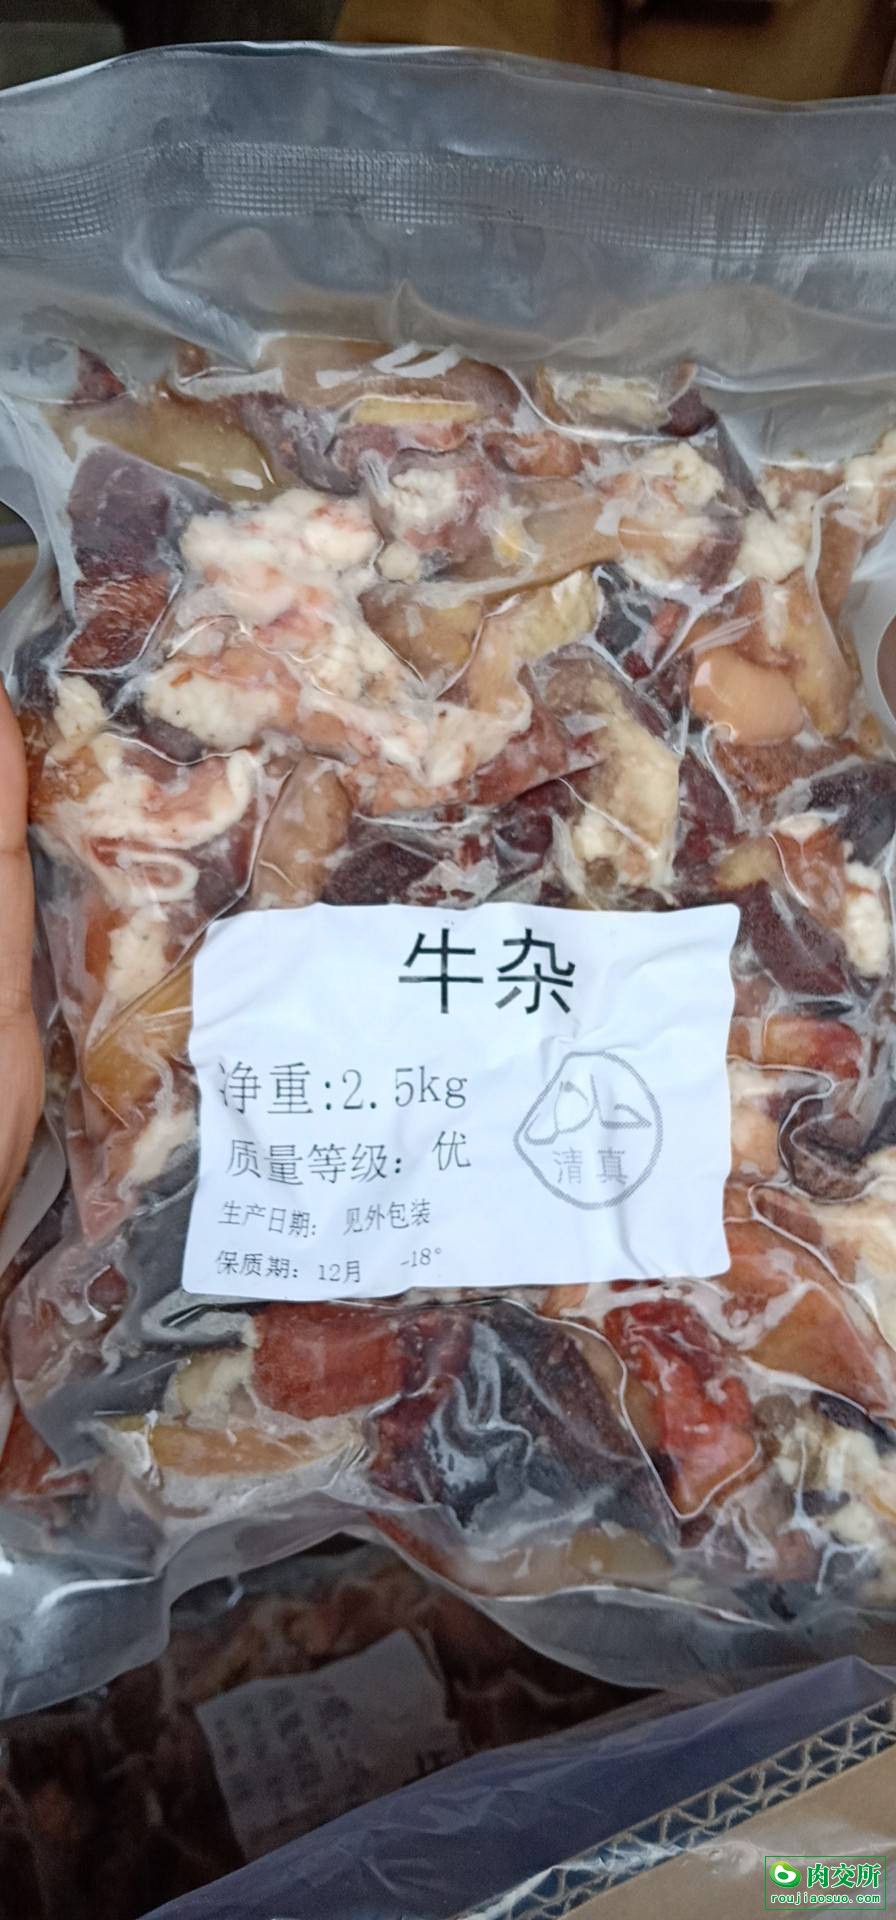 牛杂
净重:2.5kg
حلال
清真
质量等级: 优
生产日期: 见外包装
保质期: 12月 -18°
肉交所
roujiaosuo.com